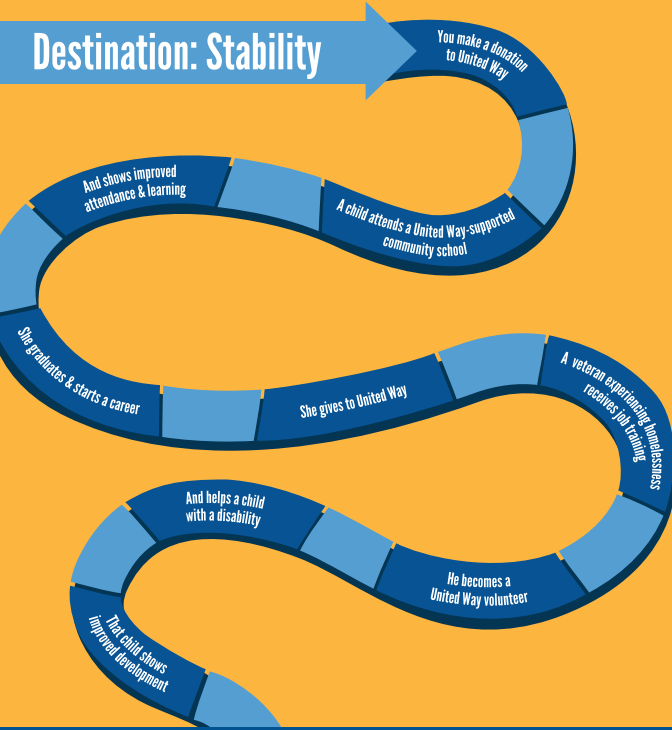 Destination: Stability
You make a donation
to United Way
A child attends a United Way-supported
community school
And shows improved
attendance & learning
She graduates & starts a career
She gives to United Way
A veteran experiencing homelessness
receives job training
He becomes a
United Way volunteer
And helps a child
with a disability
That child shows
improved development